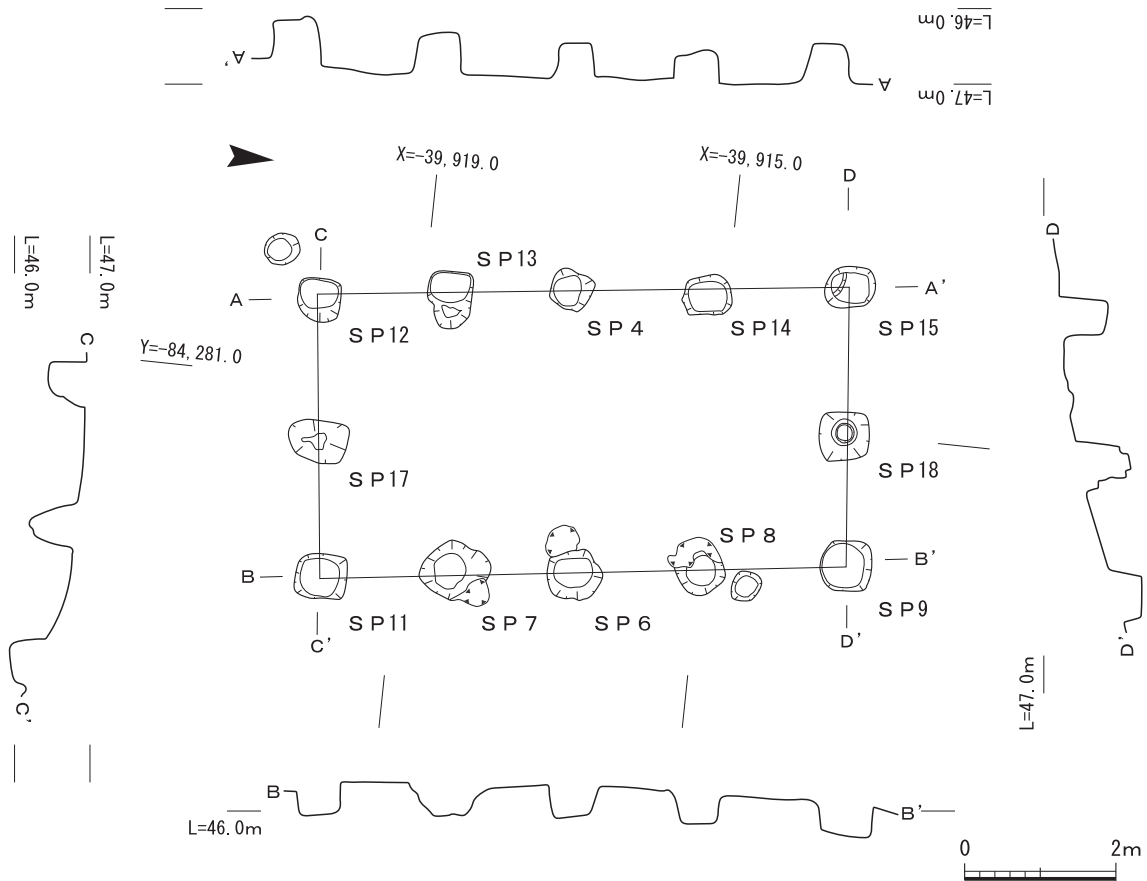 L=46.0m
A'
A
L=47.0m
X=-39,919.0
X=-39,915.0
D
L=46.0m
L=47.0m
C
D
SP13
A
A'
SP12
SP4
SP14
SP15
C
Y=-84,281.0
SP17
SP18
SP8
B
B'
SP11
SP7
SP6
SP9
C'
D'
D'
C'
L=47.0m
B
B'
L=46.0m
0
2m